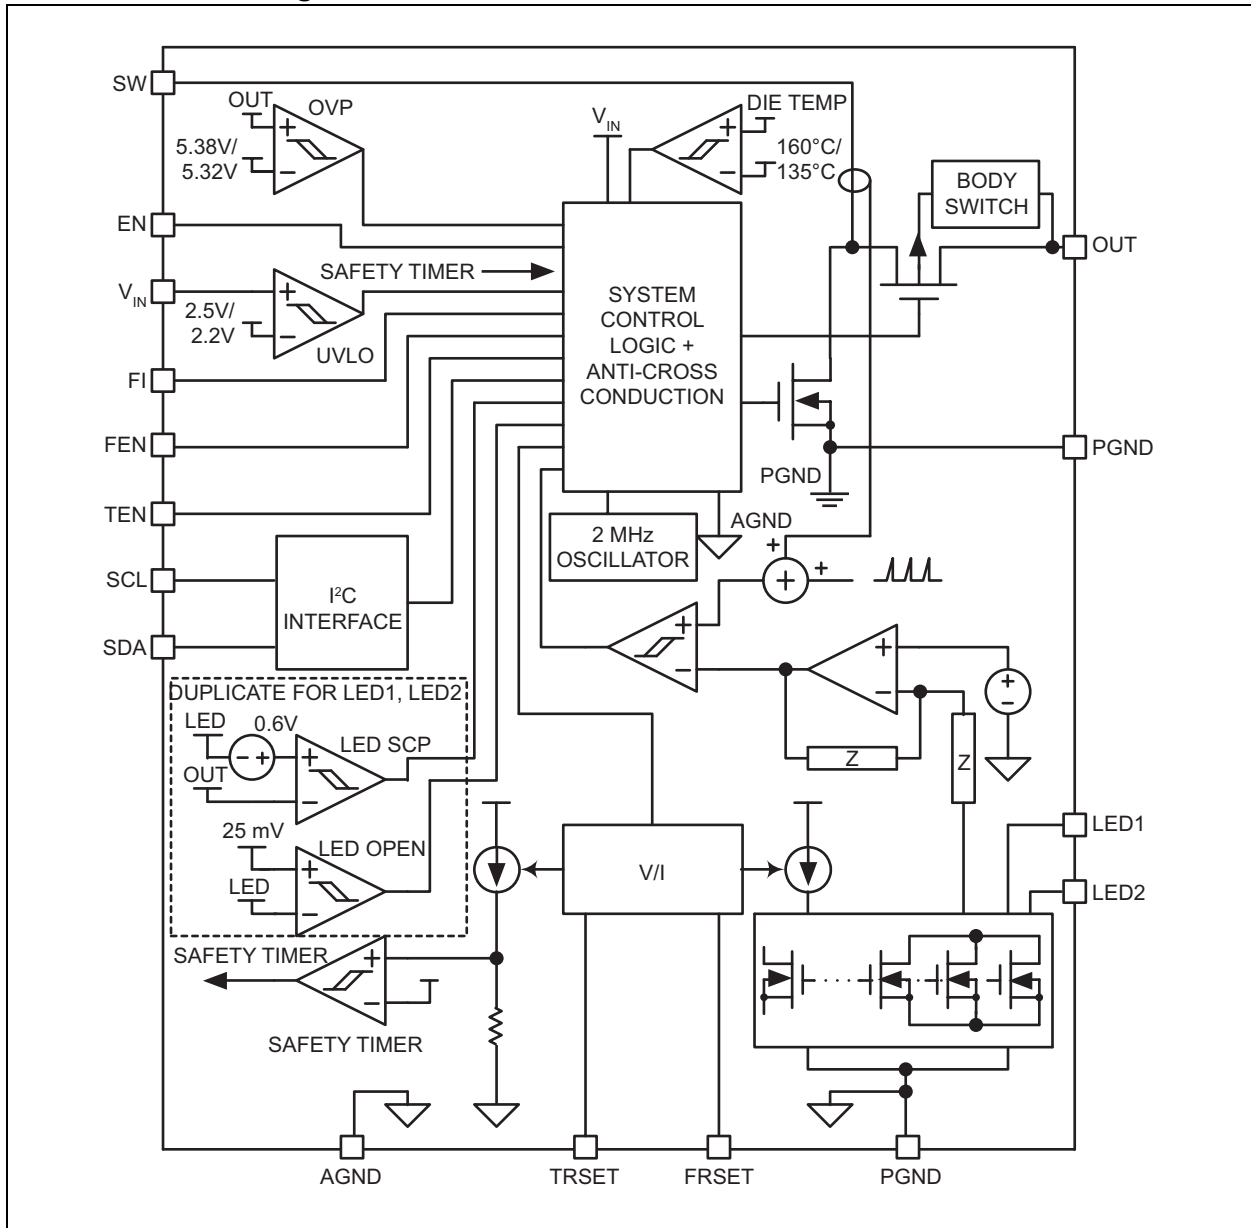 SW
OUT
OVP
5.38V/
5.32V
V_IN
DIE TEMP
160°C/
135°C
BODY
SWITCH
OUT
EN
SAFETY TIMER
V_IN
2.5V/
2.2V
UVLO
SYSTEM
CONTROL
LOGIC +
ANTI-CROSS
CONDUCTION
FI
FEN
PGND
PGND
TEN
AGND
2 MHz
OSCILLATOR
SCL
I²C
INTERFACE
SDA
DUPLICATE FOR LED1, LED2
LED
0.6V
LED SCP
OUT
Z
Z
25 mV
LED OPEN
LED
V/I
LED1
LED2
SAFETY TIMER
SAFETY TIMER
AGND
TRSET
FRSET
PGND